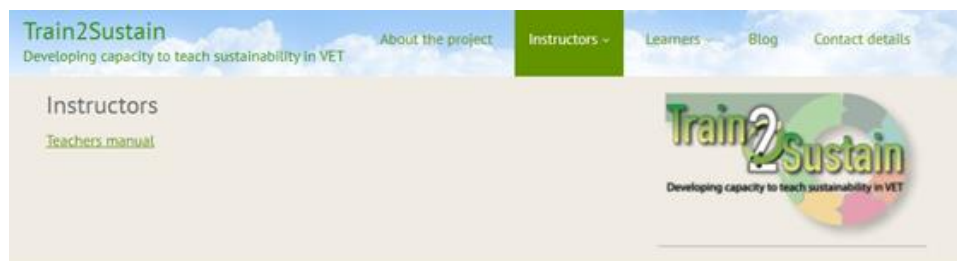 Train2Sustain
Developing capacity to teach sustainability in VET
About the project
Instructors
Learners
Blog
Contact details
Instructors
Teachers manual
Train2Sustain
Developing capacity to teach sustainability in VET